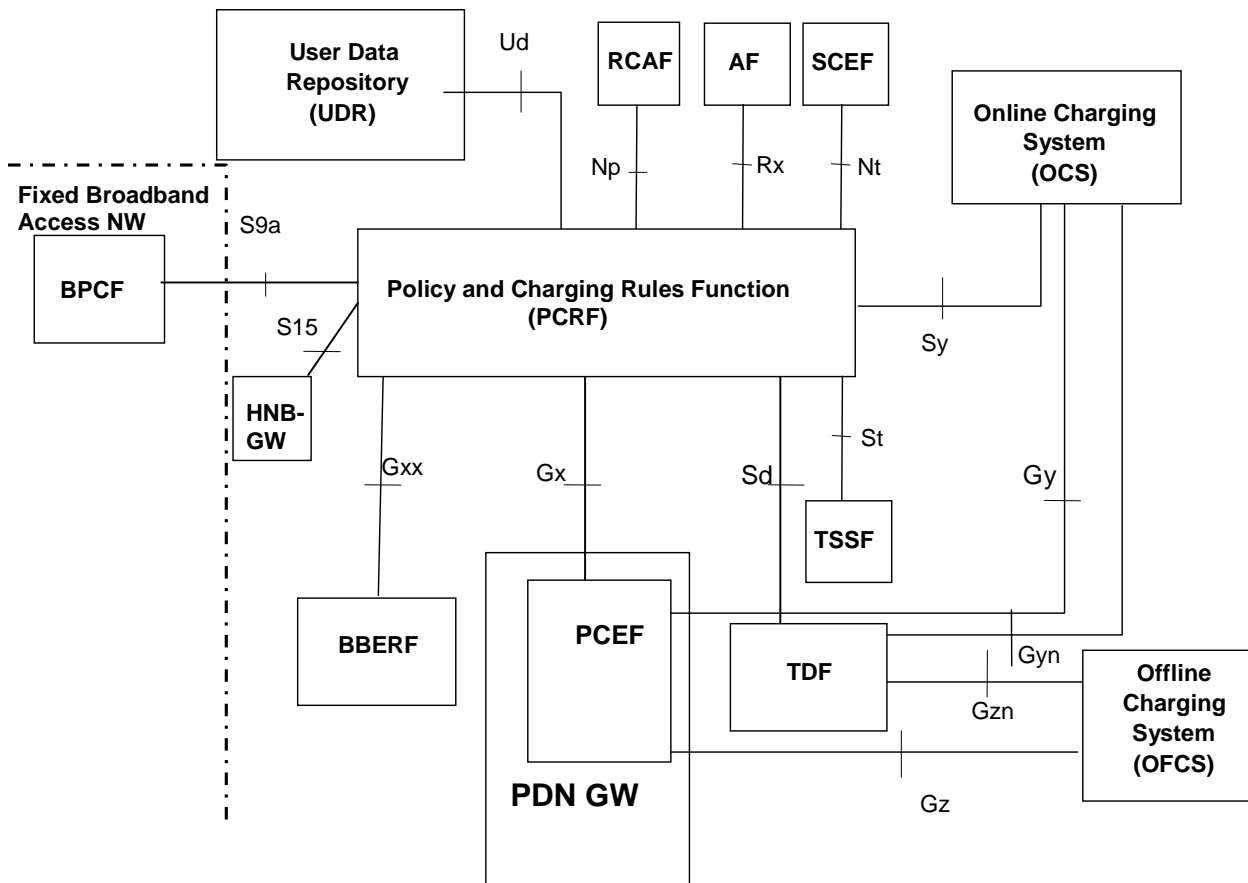 User Data
Repository
(UDR)
Ud
RCAF
AF
SCEF
Online Charging
System
(OCS)
Np
Rx
Nt
Fixed Broadband
Access NW
S9a
BPCF
Policy and Charging Rules Function
(PCRF)
S15
Sy
HNB-
GW
Gxx
Gx
Sd
St
Gy
TSSF
BBERF
PCEF
TDF
Gyn
Gzn
Offline
Charging
System
(OFCS)
PDN GW
Gz